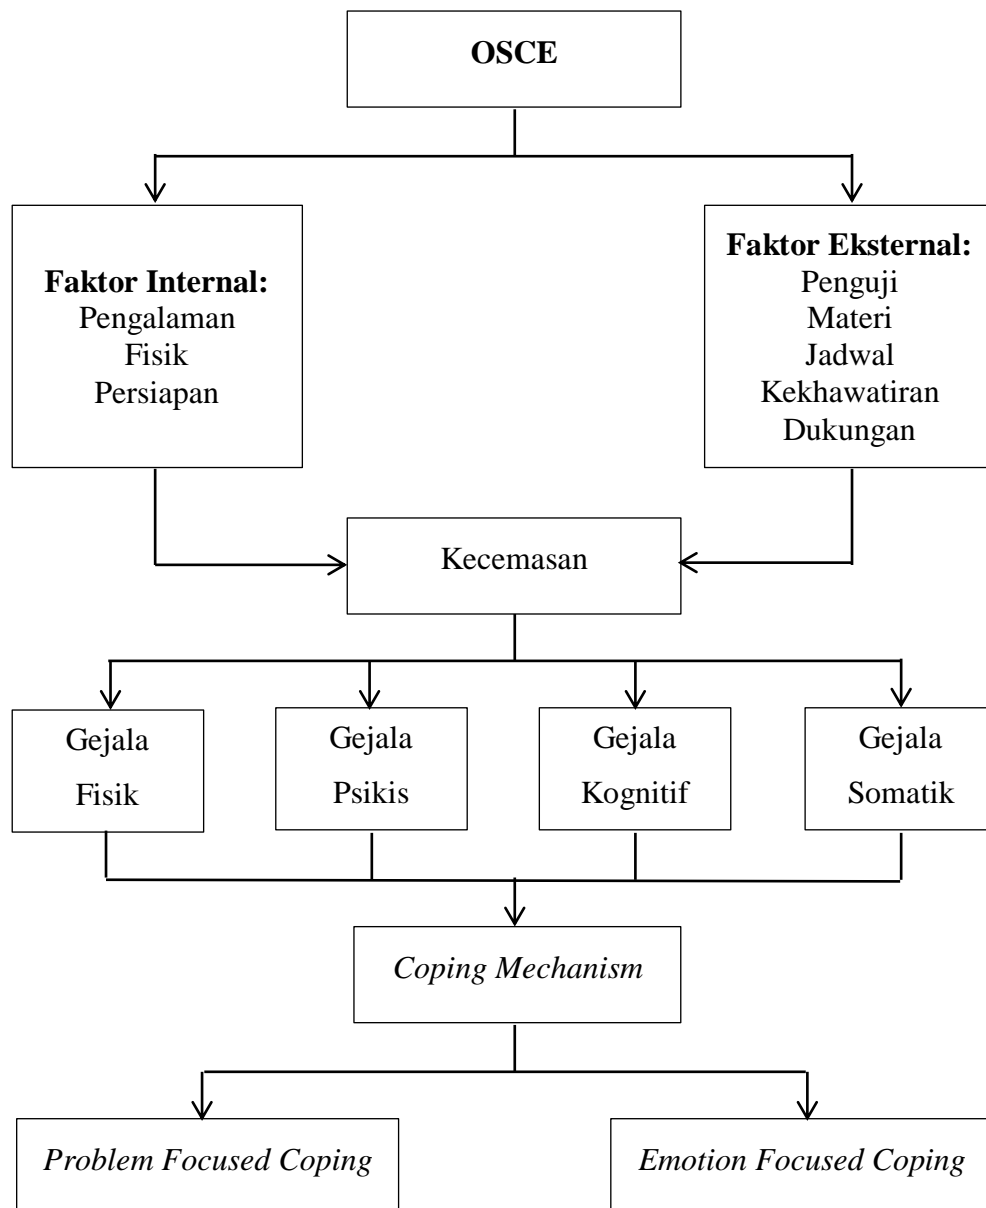 OSCE
Faktor Internal:
Pengalaman
Fisik
Persiapan
Faktor Eksternal:
Penguji
Materi
Jadwal
Kekhawatiran
Dukungan
Kecemasan
Gejala
Fisik
Gejala
Psikis
Gejala
Kognitif
Gejala
Somatik
Coping Mechanism
Problem Focused Coping
Emotion Focused Coping